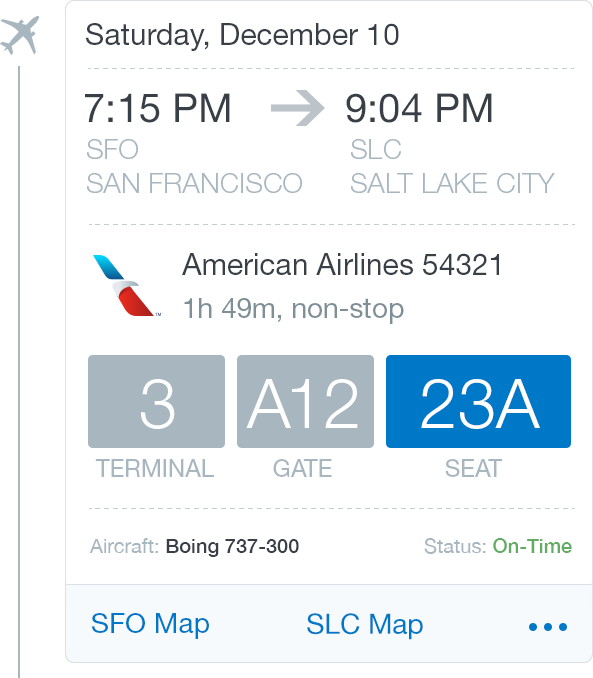 Saturday, December 10
7:15 PM 9:04 PM
SFO SLC
SAN FRANCISCO SALT LAKE CITY
American Airlines 54321
1h 49m, non-stop
3 A12 23A
TERMINAL GATE SEAT
Aircraft: Boing 737-300 Status: On-Time
SFO Map SLC Map